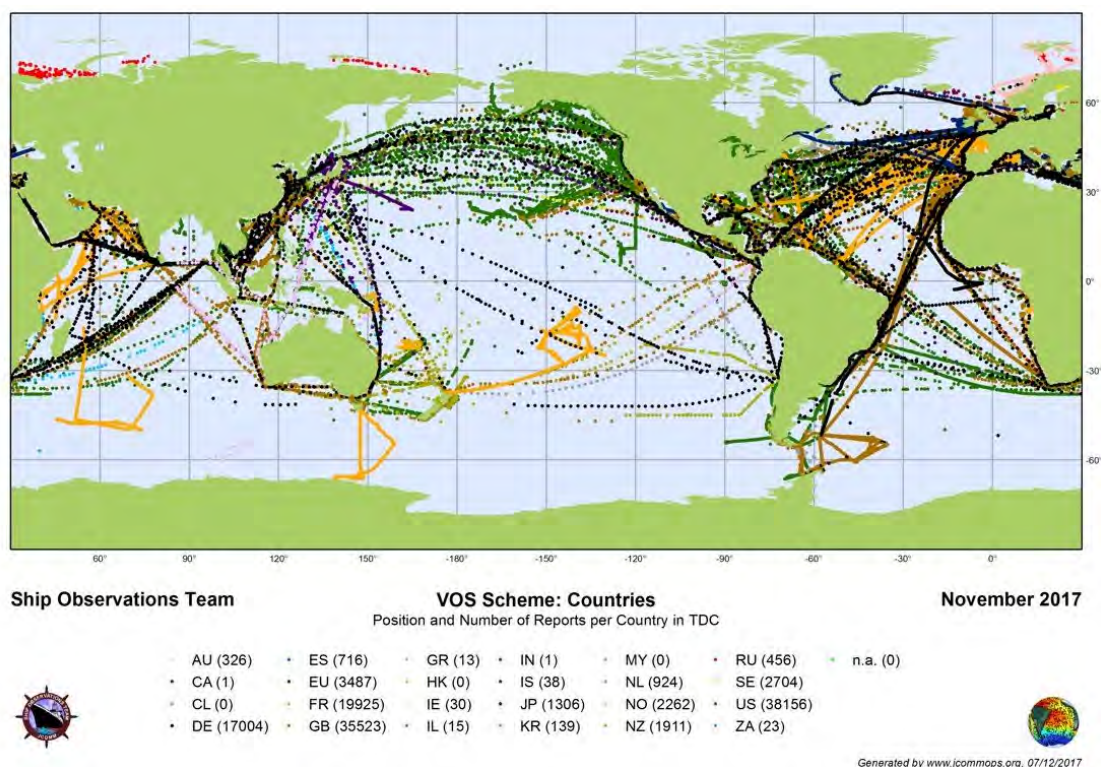 60°
30°
0°
-30°
-60°
60° 90° 120° 150° -180° -150° -120° -90° -60° -30° 0°
Ship Observations Team
VOS Scheme: Countries
November 2017
Position and Number of Reports per Country in TDC
AU (326) ES (716) GR (13) IN (1) MY (0) RU (456) n.a. (0)
CA (1) EU (3487) HK (0) IS (38) NL (924) SE (2704)
CL (0) FR (19925) IE (30) JP (1306) NO (2262) US (38156)
DE (17004) GB (35523) IL (15) KR (139) NZ (1911) ZA (23)
SHIP OBSERVATIONS TEAM
JCOMM
Generated by www.jcommops.org, 07/12/2017